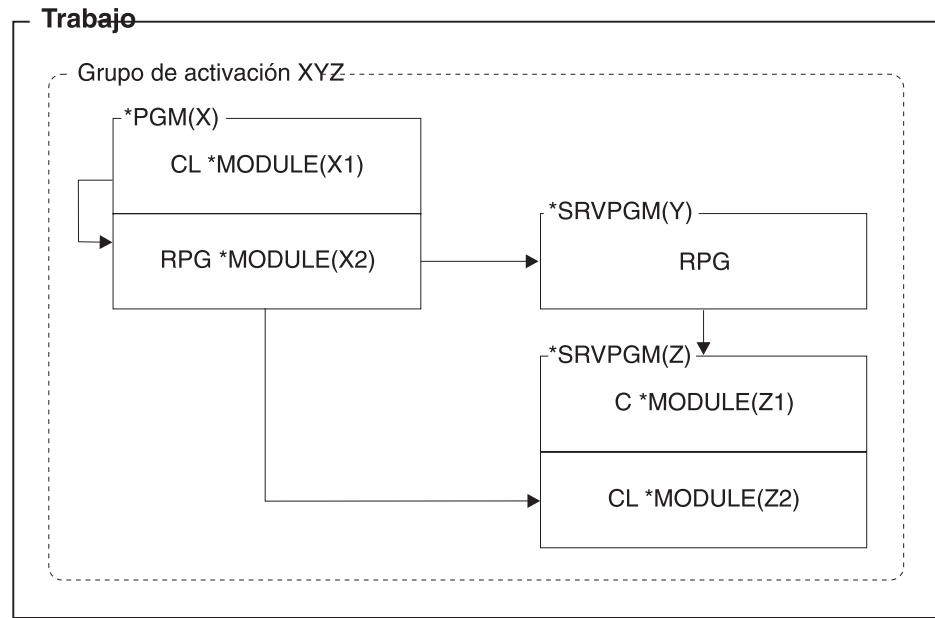 Trabajo
Grupo de activación XYZ
*PGM(X)
CL *MODULE(X1)
RPG *MODULE(X2)
*SRVPGM(Y)
RPG
*SRVPGM(Z)
C *MODULE(Z1)
CL *MODULE(Z2)